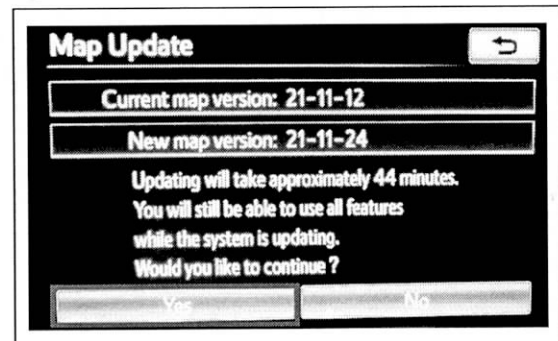 Map Update
Current map version: 21-11-12
New map version: 21-11-24
Updating will take approximately 44 minutes.
You will still be able to use all features
while the system is updating.
Would you like to continue ?
Yes
No